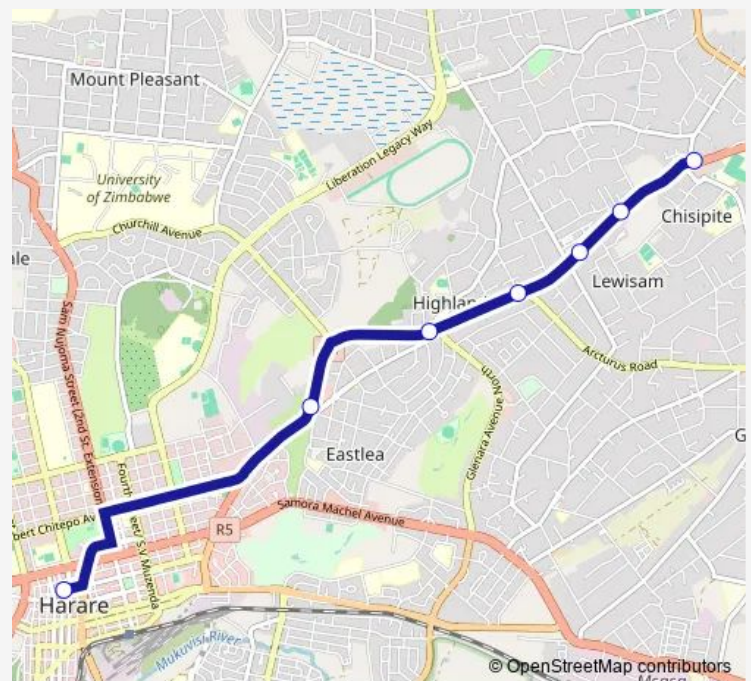 Mount Pleasant
Liberation Legacy Way
University
of Zimbabwe
Churchill Avenue
Chisipite
ale
Lewisam
Highlan
Sam Nujoma Street (2nd St. Extension
Arcturus Road
Glenara Avenue North
Eastlea
G
Fourth
Street/ S.V. Muzenda
bert Chitepo Av
Samora Machel Avenue
R5
Harare
Mukuvisi River
© OpenStreetMap contributors
Msasa